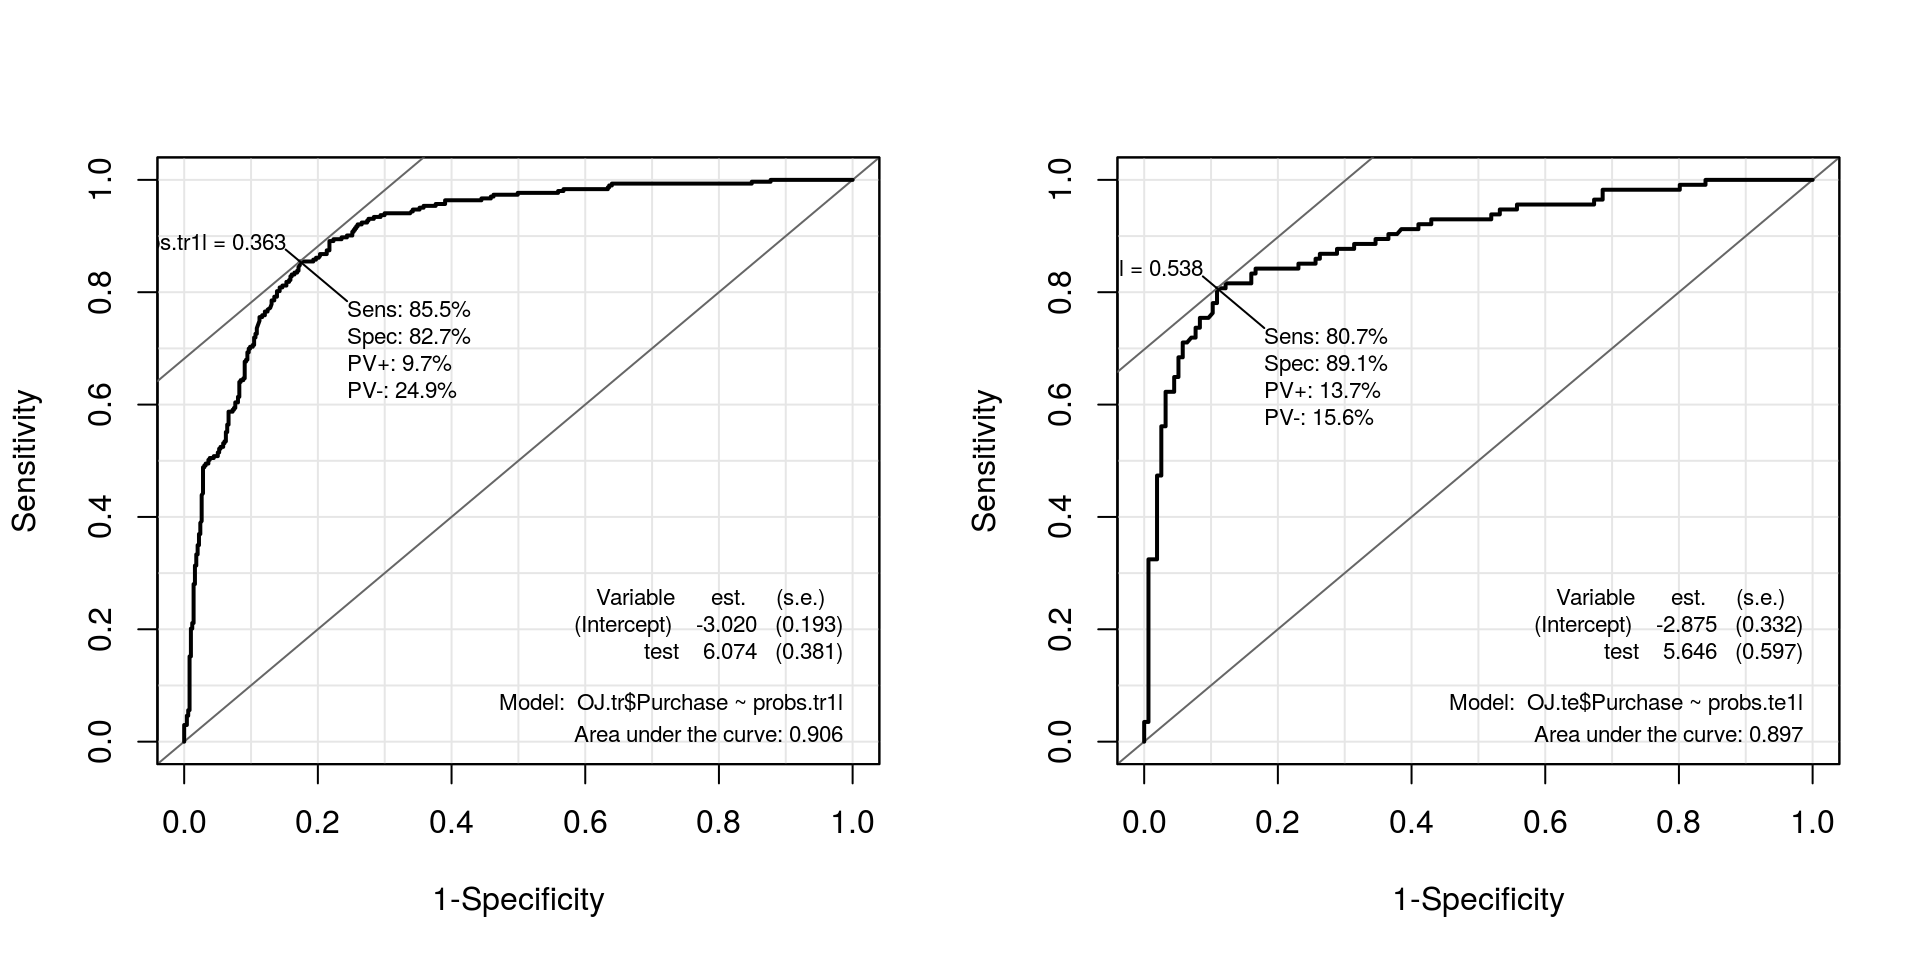 Sensitivity
1.0
0.8
0.6
0.4
0.2
0.0
s.tr1l = 0.363
Sens: 85.5%
Spec: 82.7%
PV+: 9.7%
PV-: 24.9%
Variable est. (s.e.)
(Intercept) -3.020 (0.193)
test 6.074 (0.381)
Model: OJ.tr$Purchase ~ probs.tr1l
Area under the curve: 0.906
0.0 0.2 0.4 0.6 0.8 1.0
1-Specificity
Sensitivity
1.0
0.8
0.6
0.4
0.2
0.0
l = 0.538
Sens: 80.7%
Spec: 89.1%
PV+: 13.7%
PV-: 15.6%
Variable est. (s.e.)
(Intercept) -2.875 (0.332)
test 5.646 (0.597)
Model: OJ.te$Purchase ~ probs.te1l
Area under the curve: 0.897
0.0 0.2 0.4 0.6 0.8 1.0
1-Specificity